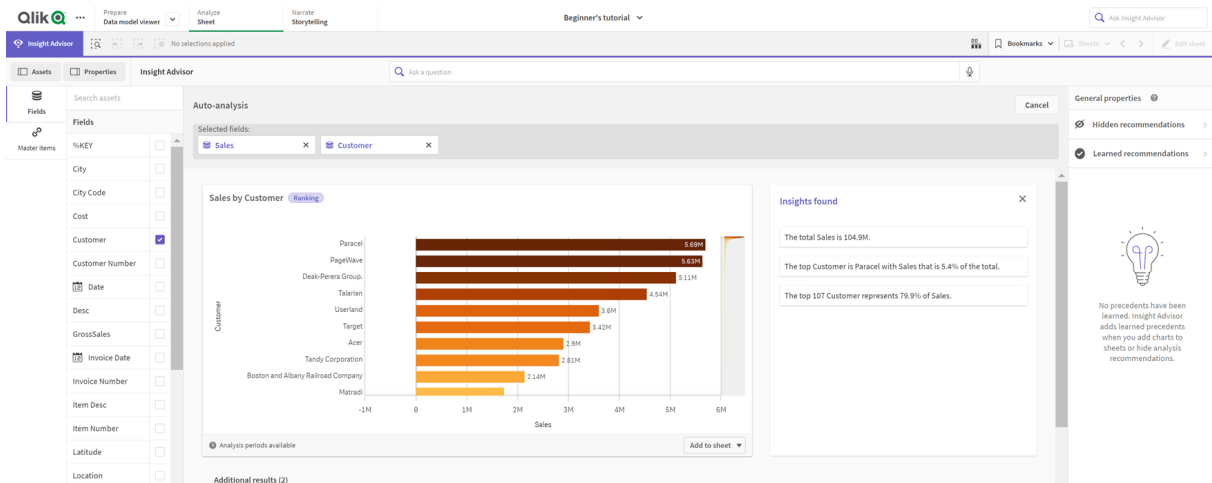 Qlik
Prepare
Data model viewer
Analyze
Sheet
Narrate
Storytelling
Beginner's tutorial
Ask Insight Advisor
Insight Advisor
No selections applied
Bookmarks
Sheets
Edit sheet
Assets
Properties
Insight Advisor
Ask a question
Fields
Master items
Search assets
Fields
%KEY
City
City Code
Cost
Customer
Customer Number
Date
Desc
GrossSales
Invoice Date
Invoice Number
Item Desc
Item Number
Latitude
Location
Auto-analysis
Cancel
Selected fields:
Sales
Customer
Sales by Customer
Ranking
Customer
Paracel
5.69M
PageWave
5.63M
Deak-Perera Group.
5.11M
Talarian
4.54M
Userland
3.6M
Target
3.42M
Acer
2.9M
Tandy Corporation
2.81M
Boston and Albany Railroad Company
2.14M
Matradi
-1M 0 1M 2M 3M 4M 5M 6M
Sales
Analysis periods available
Add to sheet
Additional results (2)
Insights found
The total Sales is 104.9M.
The top Customer is Paracel with Sales that is 5.4% of the total.
The top 107 Customer represents 79.9% of Sales.
General properties
Hidden recommendations
Learned recommendations
No precedents have been
learned. Insight Advisor
adds learned precedents
when you add charts to
sheets or hide analysis
recommendations.